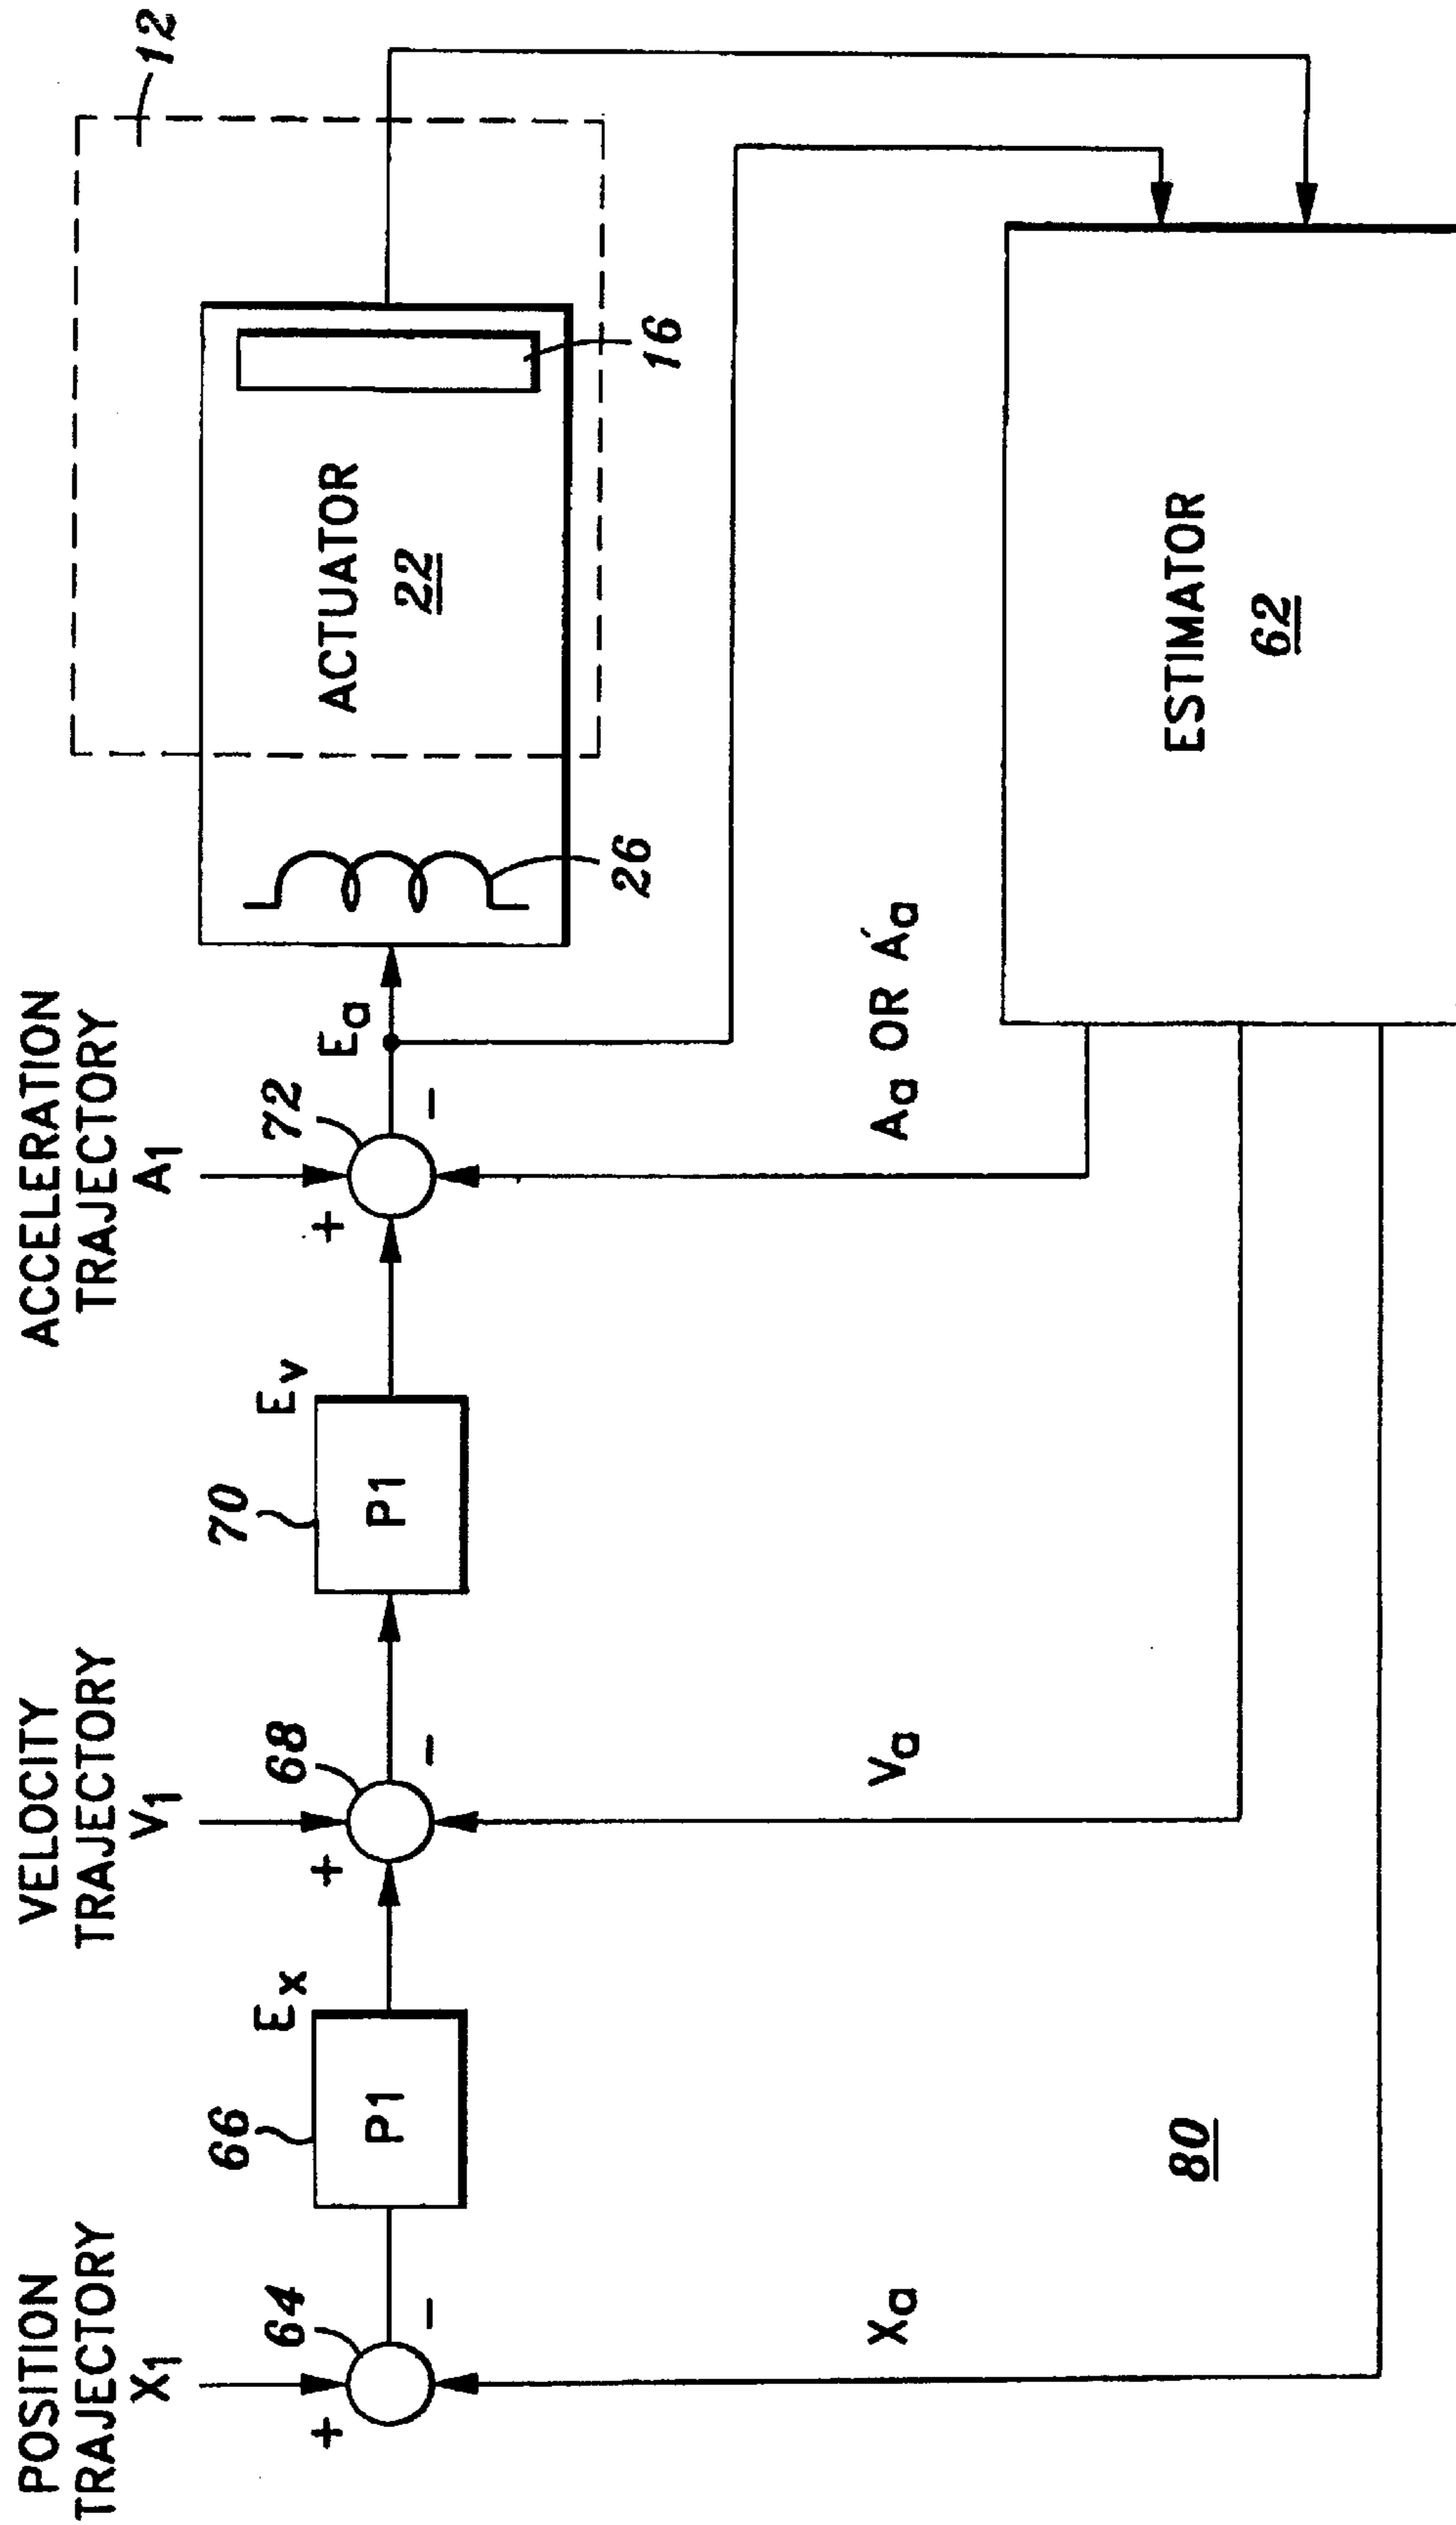 POSITION
TRAJECTORY
X1
VELOCITY
TRAJECTORY
V1
ACCELERATION
TRAJECTORY
A1
12
64
+
−
66
P1
Ex
68
+
−
70
P1
Ev
72
+
−
Ea
26
ACTUATOR
22
16
Xa
Va
Aa OR A'a
80
ESTIMATOR
62